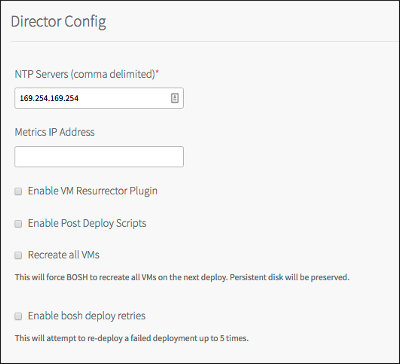 Director Config
NTP Servers (comma delimited)*
169.254.169.254
Metrics IP Address
Enable VM Resurrector Plugin
Enable Post Deploy Scripts
Recreate all VMs
This will force BOSH to recreate all VMs on the next deploy. Persistent disk will be preserved.
Enable bosh deploy retries
This will attempt to re-deploy a failed deployment up to 5 times.